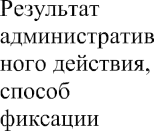 Результат
административ
ного действия,
способ
фиксации